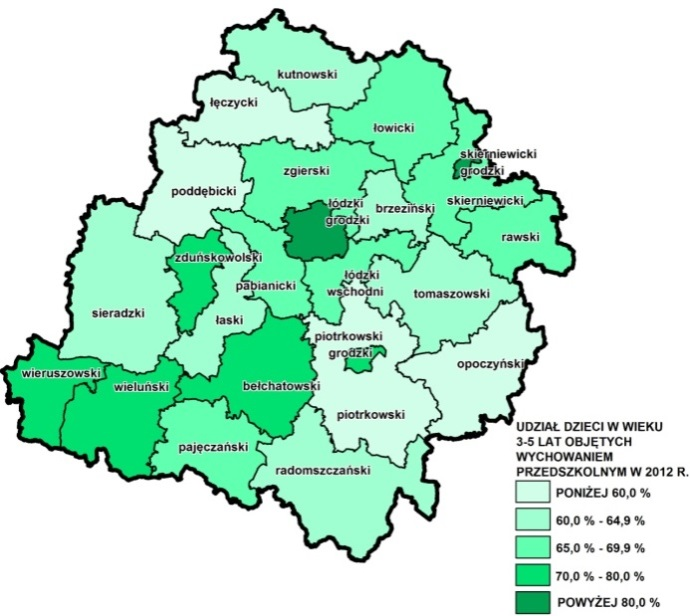 kutnowski
łęczycki
łowicki
skierniewicki
grodzki
zgierski
poddębicki
łódzki
grodzki
brzeziński
skierniewicki
rawski
zduńskowolski
łódzki
wschodni
pabianicki
tomaszowski
sieradzki
łaski
piotrkowski
grodzki
opoczyński
wieruszowski
wieluński
bełchatowski
piotrkowski
pajęczański
radomszczański
UDZIAŁ DZIECI W WIEKU
3-5 LAT OBJĘTYCH
WYCHOWANIEM
PRZEDSZKOLNYM W 2012 R.
PONIŻEJ 60,0 %
60,0 % - 64,9%
65,0 % - 69,9%
70,0 % - 80,0 %
POWYŻEJ 80,0 %